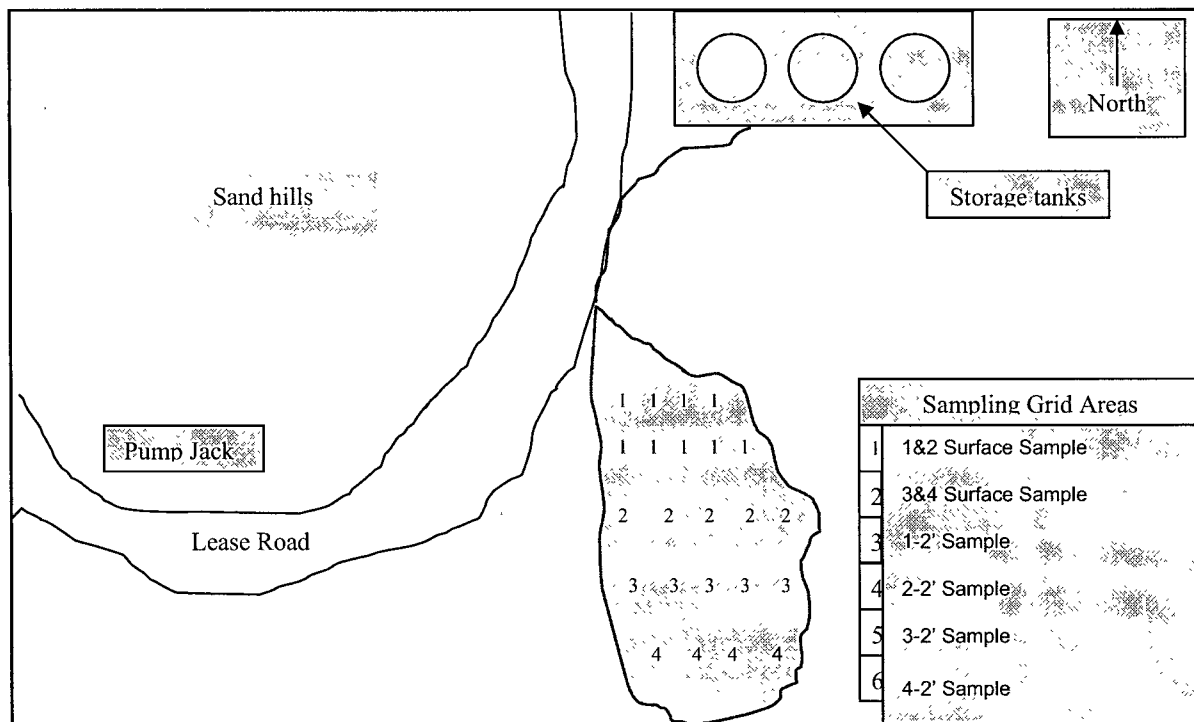 North
Sand hills
Storage tanks
1 1 1 1
Sampling Grid Areas
Pump Jack
1 1 1 1 1
1 1&2 Surface Sample
2 3&4 Surface Sample
2 2 2 2 2
Lease Road
3 1-2' Sample
3 3 3 3 3
4 2-2' Sample
5 3-2' Sample
4 4 4 4
6 4-2' Sample